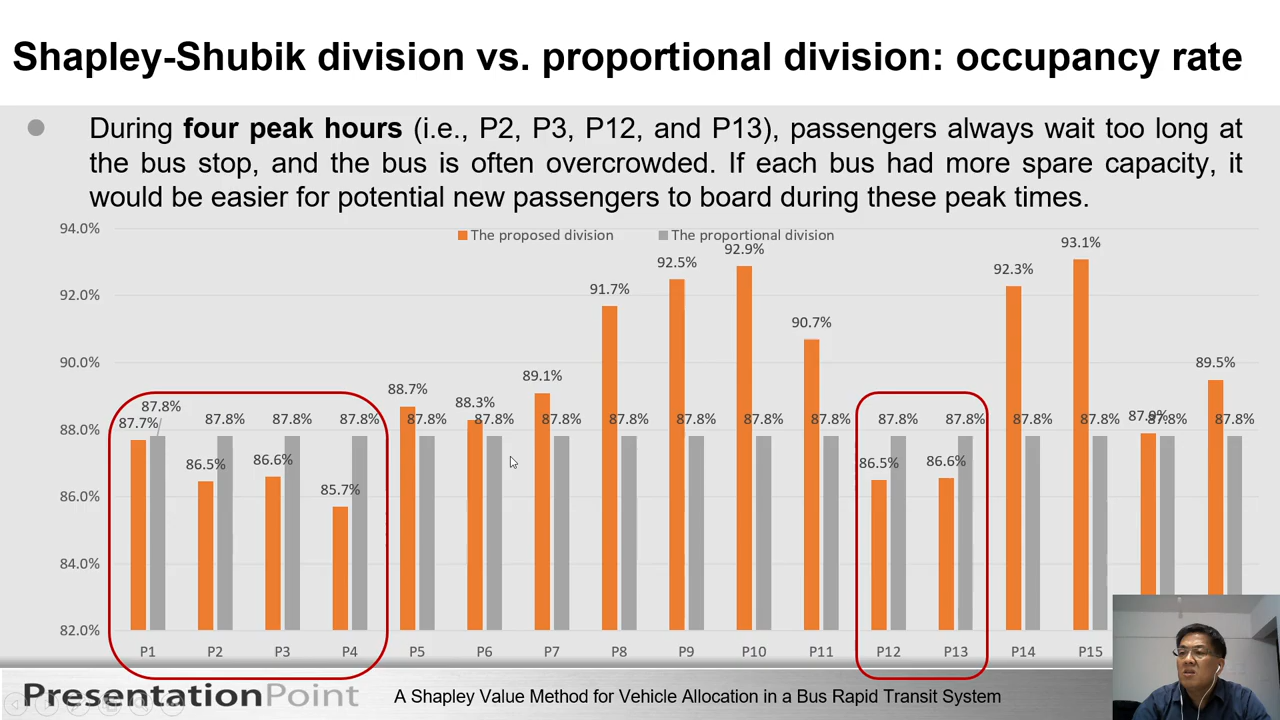 Shapley-Shubik division vs. proportional division: occupancy rate
During four peak hours (i.e., P2, P3, P12, and P13), passengers always wait too long at
the bus stop, and the bus is often overcrowded. If each bus had more spare capacity, it
would be easier for potential new passengers to board during these peak times.
The proposed division
The proportional division
94.0%
92.0%
90.0%
88.0%
86.0%
84.0%
82.0%
87.7% 87.8%
86.5% 87.8%
86.6% 87.8%
85.7% 87.8%
88.7% 87.8%
88.3% 87.8%
89.1% 87.8%
91.7% 87.8%
92.5% 87.8%
92.9% 87.8%
90.7% 87.8%
86.5% 87.8%
86.6% 87.8%
92.3% 87.8%
93.1% 87.8%
87.9% 87.8%
89.5% 87.8%
P1 P2 P3 P4 P5 P6 P7 P8 P9 P10 P11 P12 P13 P14 P15
PresentationPoint
A Shapley Value Method for Vehicle Allocation in a Bus Rapid Transit System